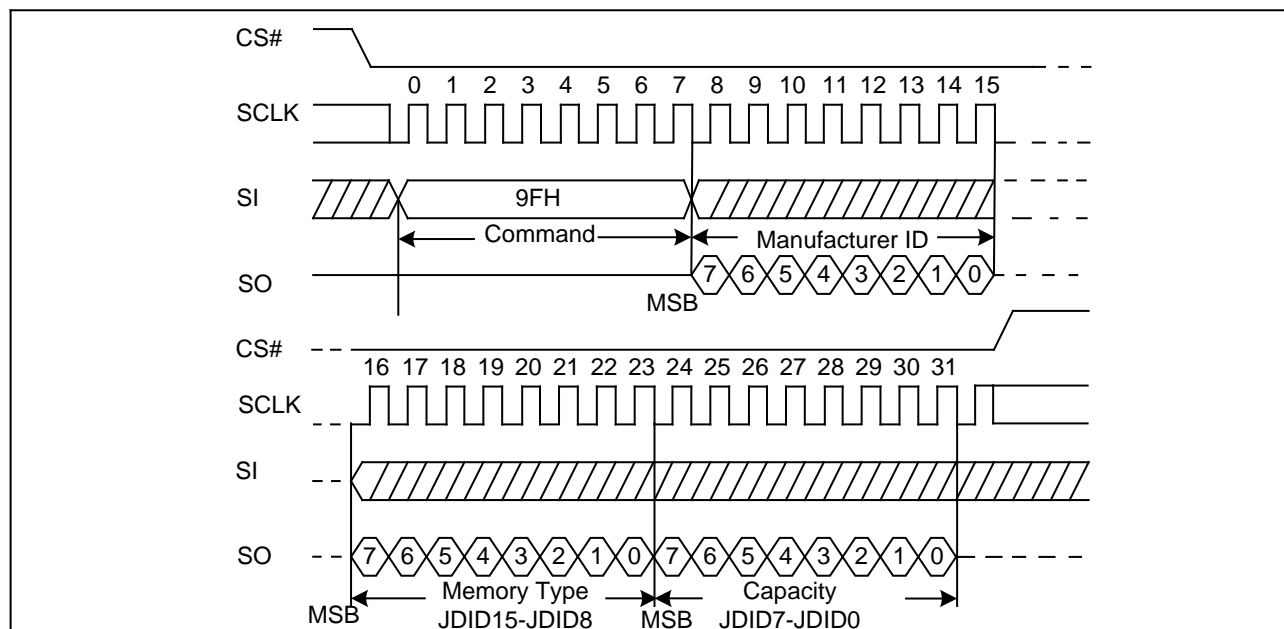 CS#
0 1 2 3 4 5 6 7 8 9 10 11 12 13 14 15
SCLK
SI
9FH
Command
Manufacturer ID
SO
7 6 5 4 3 2 1 0
MSB
CS#
16 17 18 19 20 21 22 23 24 25 26 27 28 29 30 31
SCLK
SI
SO
7 6 5 4 3 2 1 0 7 6 5 4 3 2 1 0
Memory Type Capacity
MSB JDID15-JDID8 MSB JDID7-JDID0